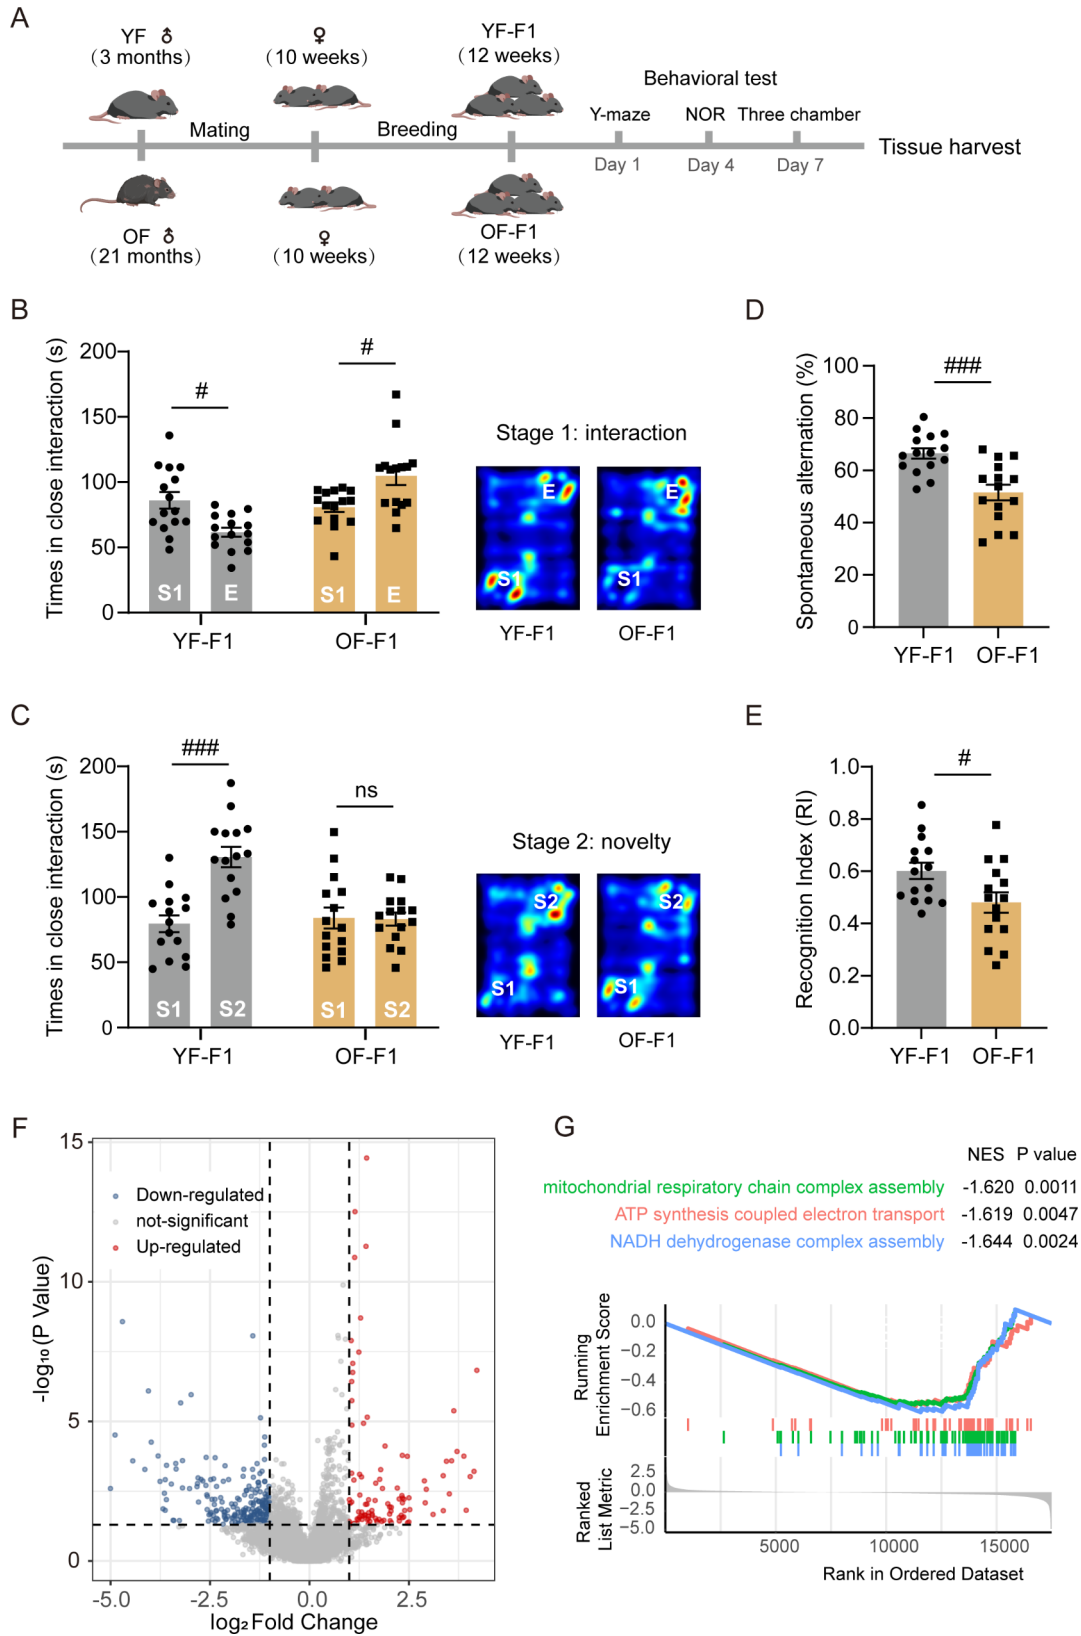 A
YF ♂
(3 months)
♀
(10 weeks)
YF-F1
(12 weeks)
Behavioral test
Mating
Breeding
Y-maze
NOR
Three chamber
Day 1
Day 4
Day 7
Tissue harvest
OF ♂
(21 months)
♀
(10 weeks)
OF-F1
(12 weeks)
B
Times in close interaction (s)
200
150
100
50
0
#
#
S1
E
S1
E
YF-F1
OF-F1
Stage 1: interaction
E
S1
E
S1
YF-F1
OF-F1
D
Spontaneous alternation (%)
100
80
60
40
20
0
###
YF-F1
OF-F1
C
Times in close interaction (s)
200
150
100
50
0
###
ns
S1
S2
S1
S2
YF-F1
OF-F1
Stage 2: novelty
S2
S1
S2
S1
YF-F1
OF-F1
E
Recognition Index (RI)
1.0
0.8
0.6
0.4
0.2
0.0
#
YF-F1
OF-F1
F
-log₁₀(P Value)
15
10
5
0
Down-regulated
not-significant
Up-regulated
-5.0
-2.5
0.0
2.5
log₂Fold Change
G
NES P value
mitochondrial respiratory chain complex assembly -1.620 0.0011
ATP synthesis coupled electron transport -1.619 0.0047
NADH dehydrogenase complex assembly -1.644 0.0024
Running
Enrichment Score
0.0
−0.2
−0.4
−0.6
Ranked
List Metric
2.5
0.0
−2.5
−5.0
5000
10000
15000
Rank in Ordered Dataset